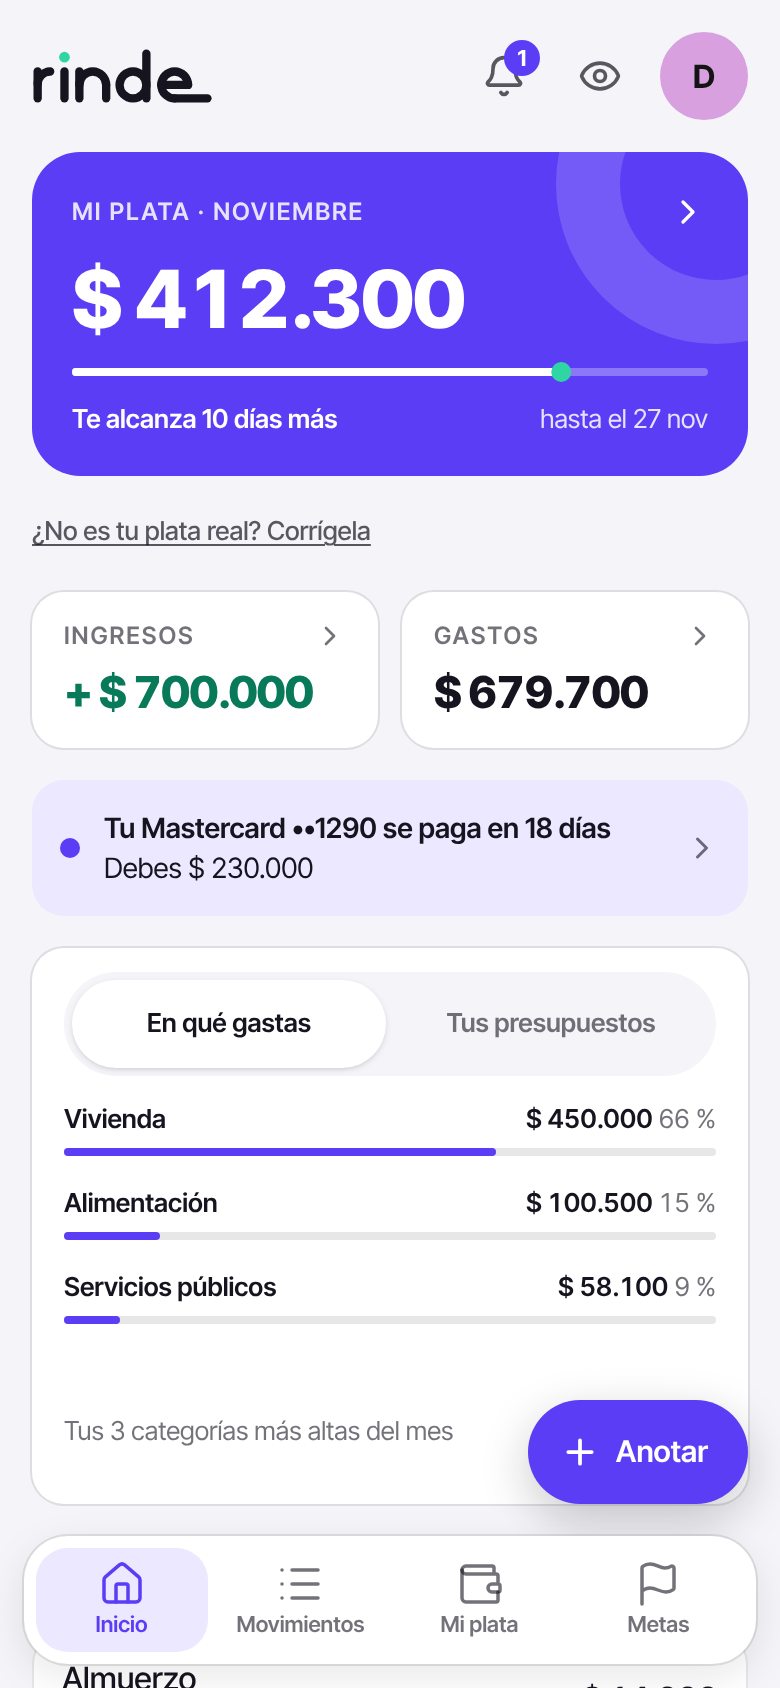 rinde
1
D
MI PLATA · NOVIEMBRE
$ 412.300
Te alcanza 10 días más
hasta el 27 nov
¿No es tu plata real? Corrígela
INGRESOS
+ $ 700.000
GASTOS
$ 679.700
Tu Mastercard ••1290 se paga en 18 días
Debes $ 230.000
En qué gastas
Tus presupuestos
Vivienda
$ 450.000 66 %
Alimentación
$ 100.500 15 %
Servicios públicos
$ 58.100 9 %
Tus 3 categorías más altas del mes
+ Anotar
Inicio
Movimientos
Mi plata
Metas
Almuerzo